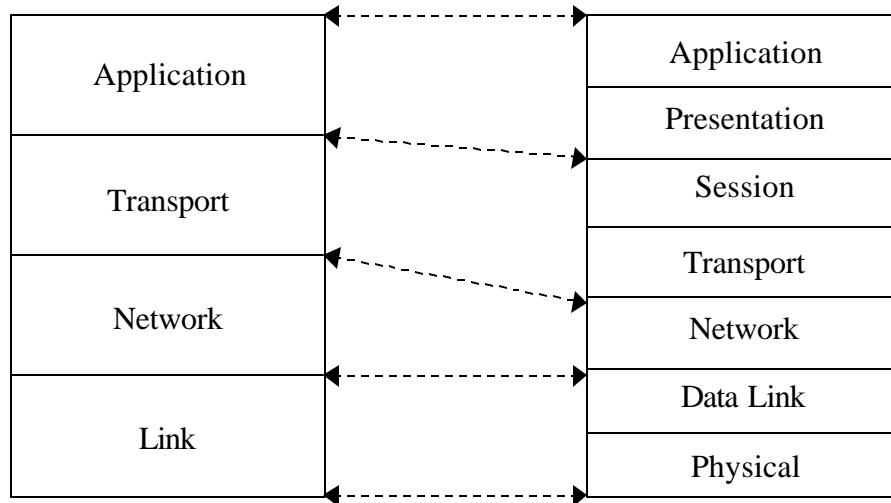 Application
Transport
Network
Link
Application
Presentation
Session
Transport
Network
Data Link
Physical